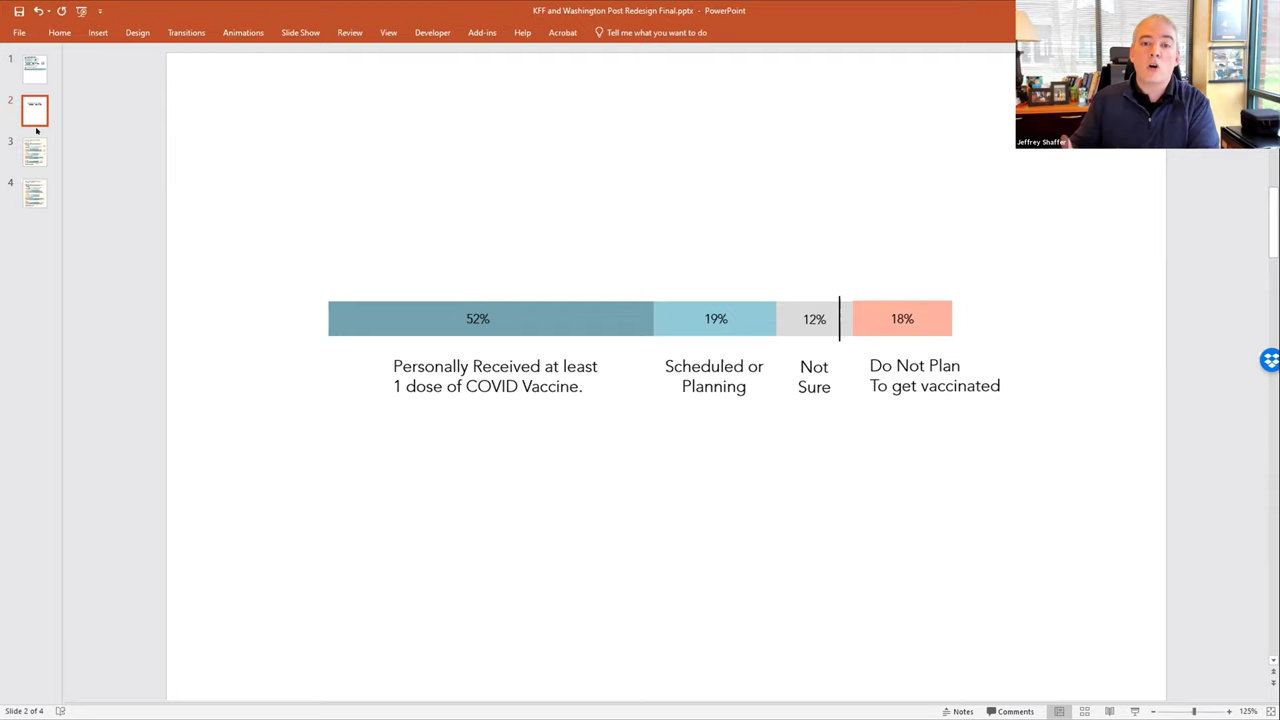 KFF and Washington Post Redesign Final.pptx - PowerPoint
File Home Insert Design Transitions Animations Slide Show Review View Developer Add-ins Help Acrobat Tell me what you want to do
Jeffrey Shaffer
2
3
52% 19% 12% 18%
Personally Received at least
1 dose of COVID Vaccine.
Scheduled or
Planning
Not
Sure
Do Not Plan
To get vaccinated
Slide 2 of 4
Notes Comments 125%